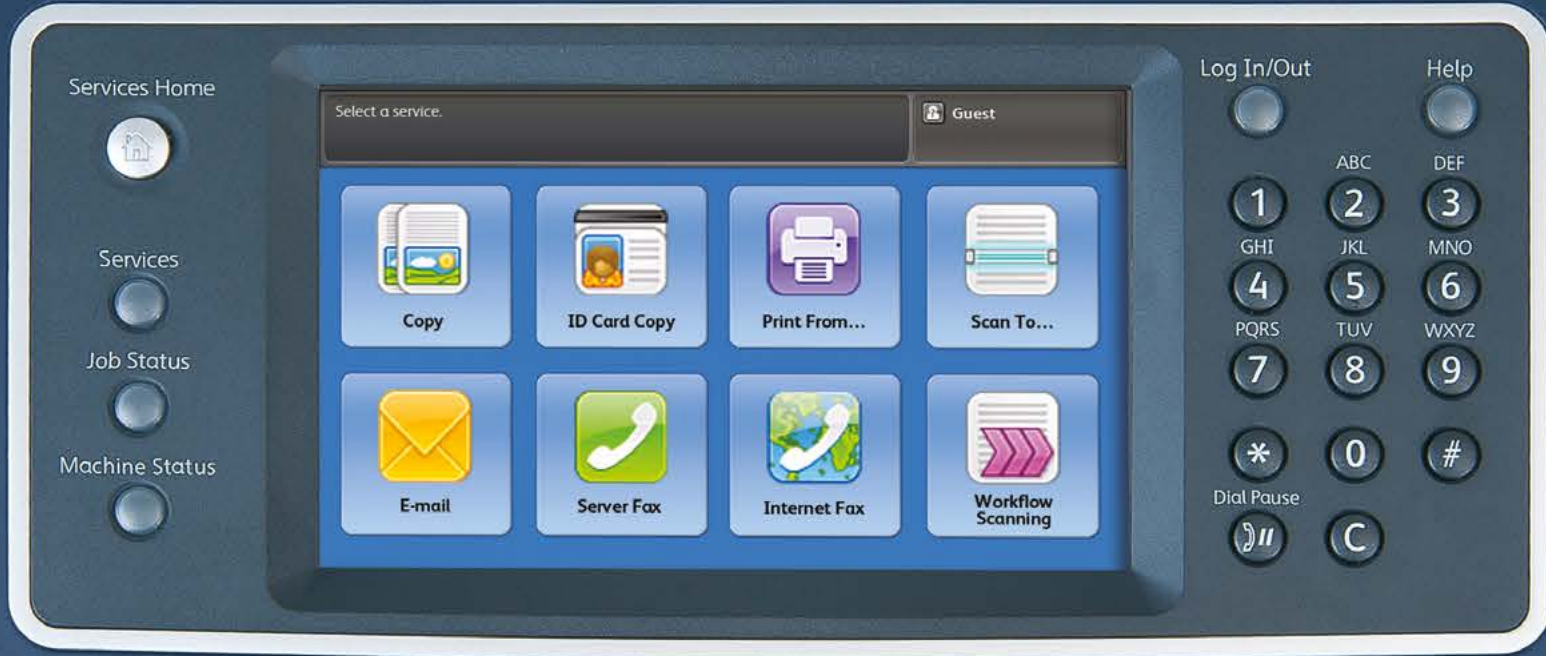 Services Home
Services
Job Status
Machine Status
Select a service.
Guest
Copy
ID Card Copy
Print From...
Scan To...
E-mail
Server Fax
Internet Fax
Workflow
Scanning
Log In/Out
Help
ABC DEF
1 2 3
GHI JKL MNO
4 5 6
PQRS TUV WXYZ
7 8 9
* 0 #
Dial Pause
C